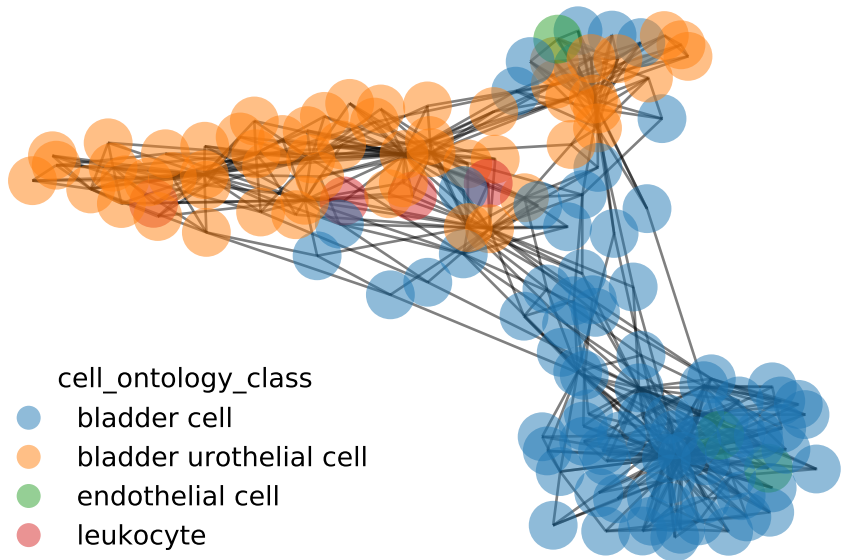 cell_ontology_class
bladder cell
bladder urothelial cell
endothelial cell
leukocyte